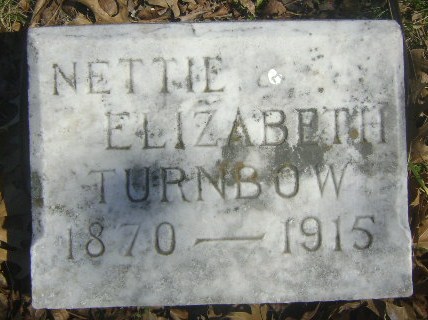 NETTIE
ELIZABETH
TURNBOW
1870 — 1915